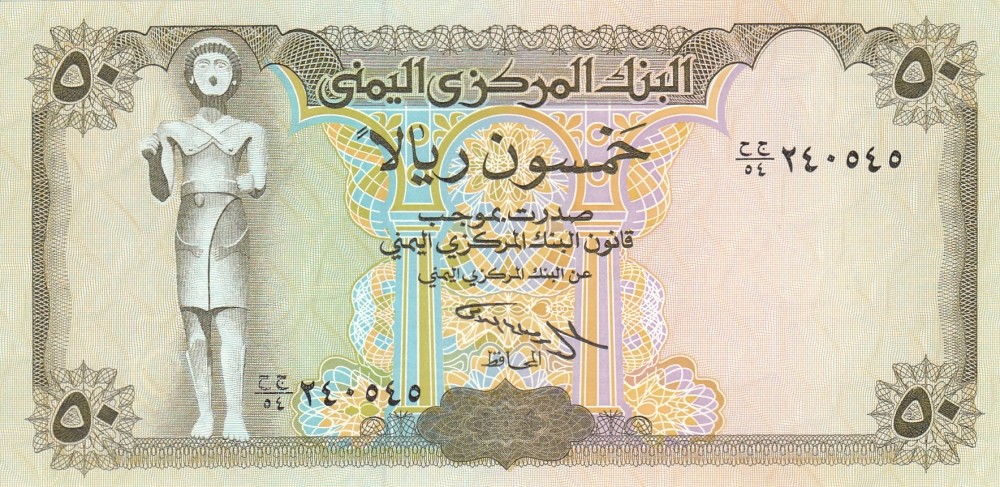 ٥٠ ٥٠
البنك المركزي اليمني
خمسون ريالاً
ج ح
٥٤ ٢٤٠٥٤٥
صدرت بموجب
قانون البنك المركزي اليمني
عن البنك المركزي اليمني
المحافظ
ج ح
٥٤ ٢٤٠٥٤٥
٥٠ ٥٠